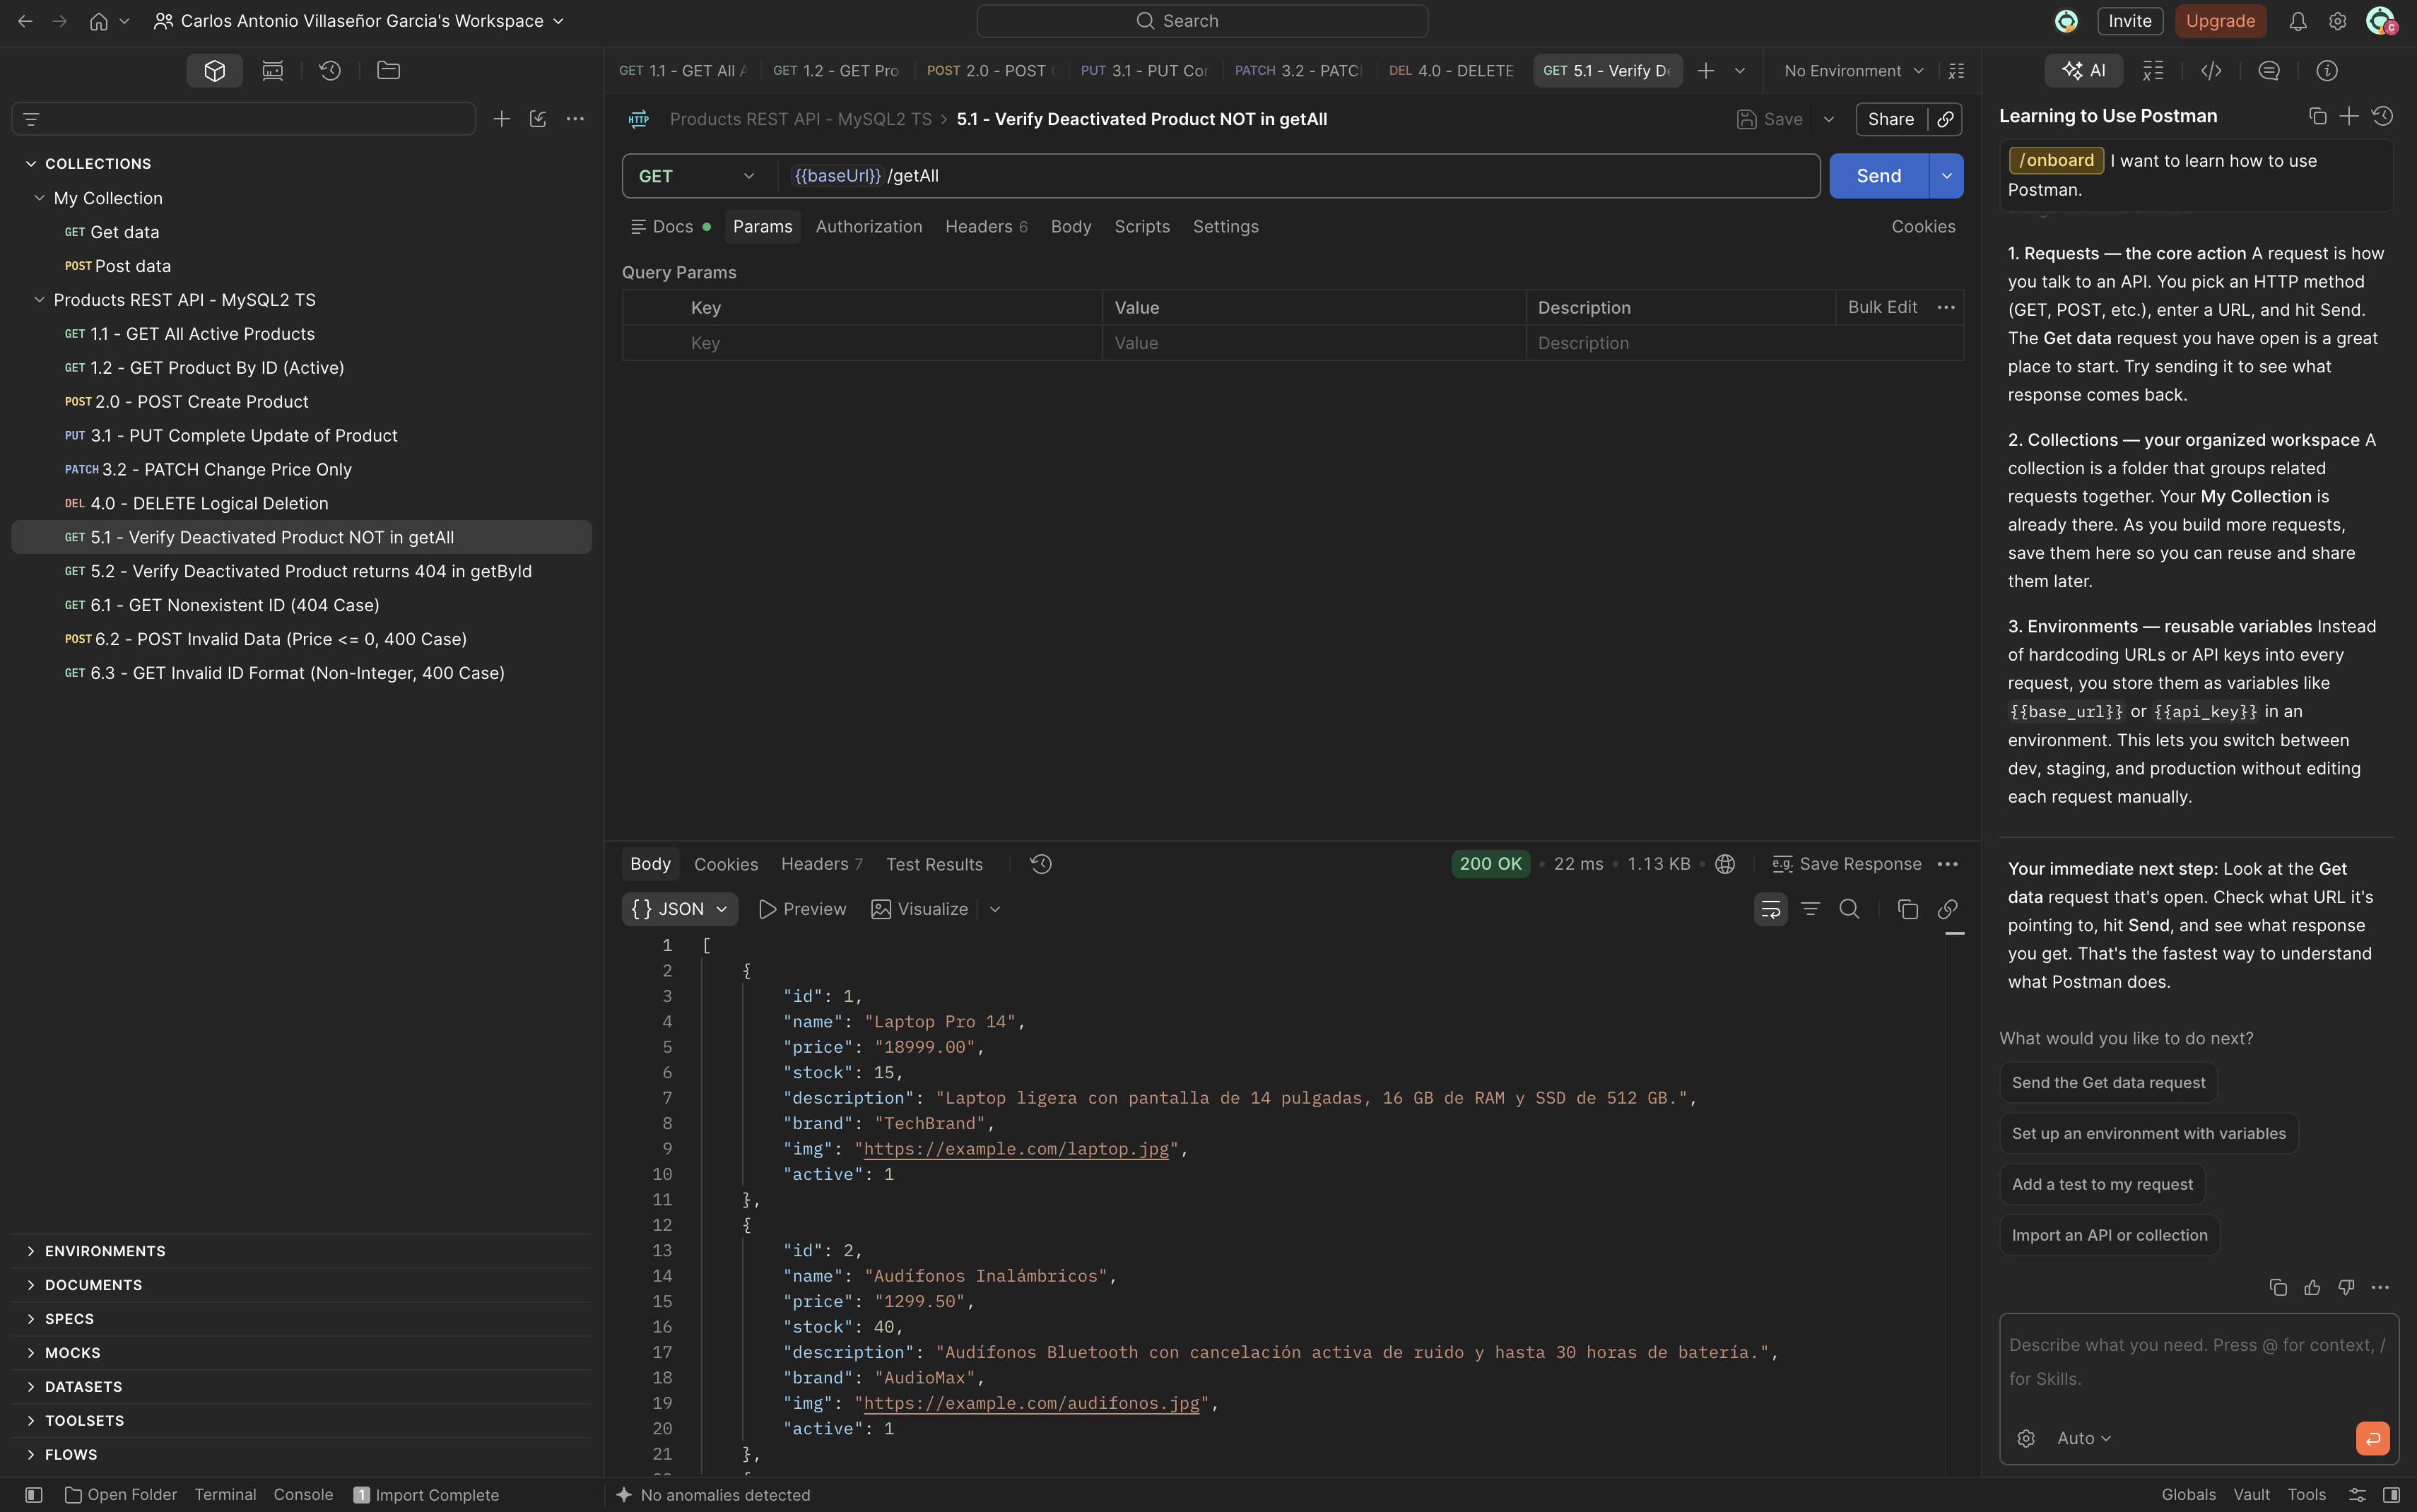 Carlos Antonio Villaseñor Garcia's Workspace
Search
Invite
Upgrade
COLLECTIONS
My Collection
GET Get data
POST Post data
Products REST API - MySQL2 TS
GET 1.1 - GET All Active Products
GET 1.2 - GET Product By ID (Active)
POST 2.0 - POST Create Product
PUT 3.1 - PUT Complete Update of Product
PATCH 3.2 - PATCH Change Price Only
DEL 4.0 - DELETE Logical Deletion
GET 5.1 - Verify Deactivated Product NOT in getAll
GET 5.2 - Verify Deactivated Product returns 404 in getById
GET 6.1 - GET Nonexistent ID (404 Case)
POST 6.2 - POST Invalid Data (Price <= 0, 400 Case)
GET 6.3 - GET Invalid ID Format (Non-Integer, 400 Case)
ENVIRONMENTS
DOCUMENTS
SPECS
MOCKS
DATASETS
TOOLSETS
FLOWS
GET 1.1 - GET All
GET 1.2 - GET Pro
POST 2.0 - POST
PUT 3.1 - PUT Cor
PATCH 3.2 - PATC
DEL 4.0 - DELETE
GET 5.1 - Verify De
No Environment
HTTP Products REST API - MySQL2 TS > 5.1 - Verify Deactivated Product NOT in getAll
Save
Share
GET {{baseUrl}} /getAll
Send
Docs Params Authorization Headers 6 Body Scripts Settings Cookies
Query Params
Key Value Description Bulk Edit
Key Value Description
Body Cookies Headers 7 Test Results 200 OK • 22 ms • 1.13 KB • e.g. Save Response
{ } JSON Preview Visualize
1 [
2 {
3 "id": 1,
4 "name": "Laptop Pro 14",
5 "price": "18999.00",
6 "stock": 15,
7 "description": "Laptop ligera con pantalla de 14 pulgadas, 16 GB de RAM y SSD de 512 GB.",
8 "brand": "TechBrand",
9 "img": "https://example.com/laptop.jpg",
10 "active": 1
11 },
12 {
13 "id": 2,
14 "name": "Audífonos Inalámbricos",
15 "price": "1299.50",
16 "stock": 40,
17 "description": "Audífonos Bluetooth con cancelación activa de ruido y hasta 30 horas de batería.",
18 "brand": "AudioMax",
19 "img": "https://example.com/audifonos.jpg",
20 "active": 1
21 },
AI
Learning to Use Postman
/onboard I want to learn how to use
Postman.
1. Requests — the core action A request is how
you talk to an API. You pick an HTTP method
(GET, POST, etc.), enter a URL, and hit Send.
The Get data request you have open is a great
place to start. Try sending it to see what
response comes back.
2. Collections — your organized workspace A
collection is a folder that groups related
requests together. Your My Collection is
already there. As you build more requests,
save them here so you can reuse and share
them later.
3. Environments — reusable variables Instead
of hardcoding URLs or API keys into every
request, you store them as variables like
{{base_url}} or {{api_key}} in an
environment. This lets you switch between
dev, staging, and production without editing
each request manually.
Your immediate next step: Look at the Get
data request that's open. Check what URL it's
pointing to, hit Send, and see what response
you get. That's the fastest way to understand
what Postman does.
What would you like to do next?
Send the Get data request
Set up an environment with variables
Add a test to my request
Import an API or collection
Describe what you need. Press @ for context, /
for Skills.
Auto
Open Folder Terminal Console 1 Import Complete
No anomalies detected
Globals Vault Tools